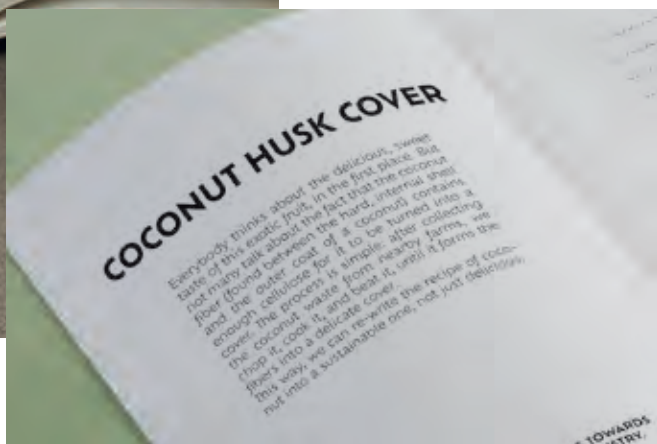 COCONUT HUSK COVER
Everybody thinks about the delicious, sweet
taste of this exotic fruit, in the first place. But
not many talk about the fact that the coconut
fiber (found between the hard, internal shell
and the outer coat of a coconut) contains
enough cellulose for it to be turned into a
cover. the process is simple: after collecting
the coconut waste from nearby farms, we
chop it, cook it, and beat it, until it forms the
fibers into a delicate cover.
this way, we can re-write the recipe of coco-
nut into a sustainable one, not just delicious.
TOWARDS